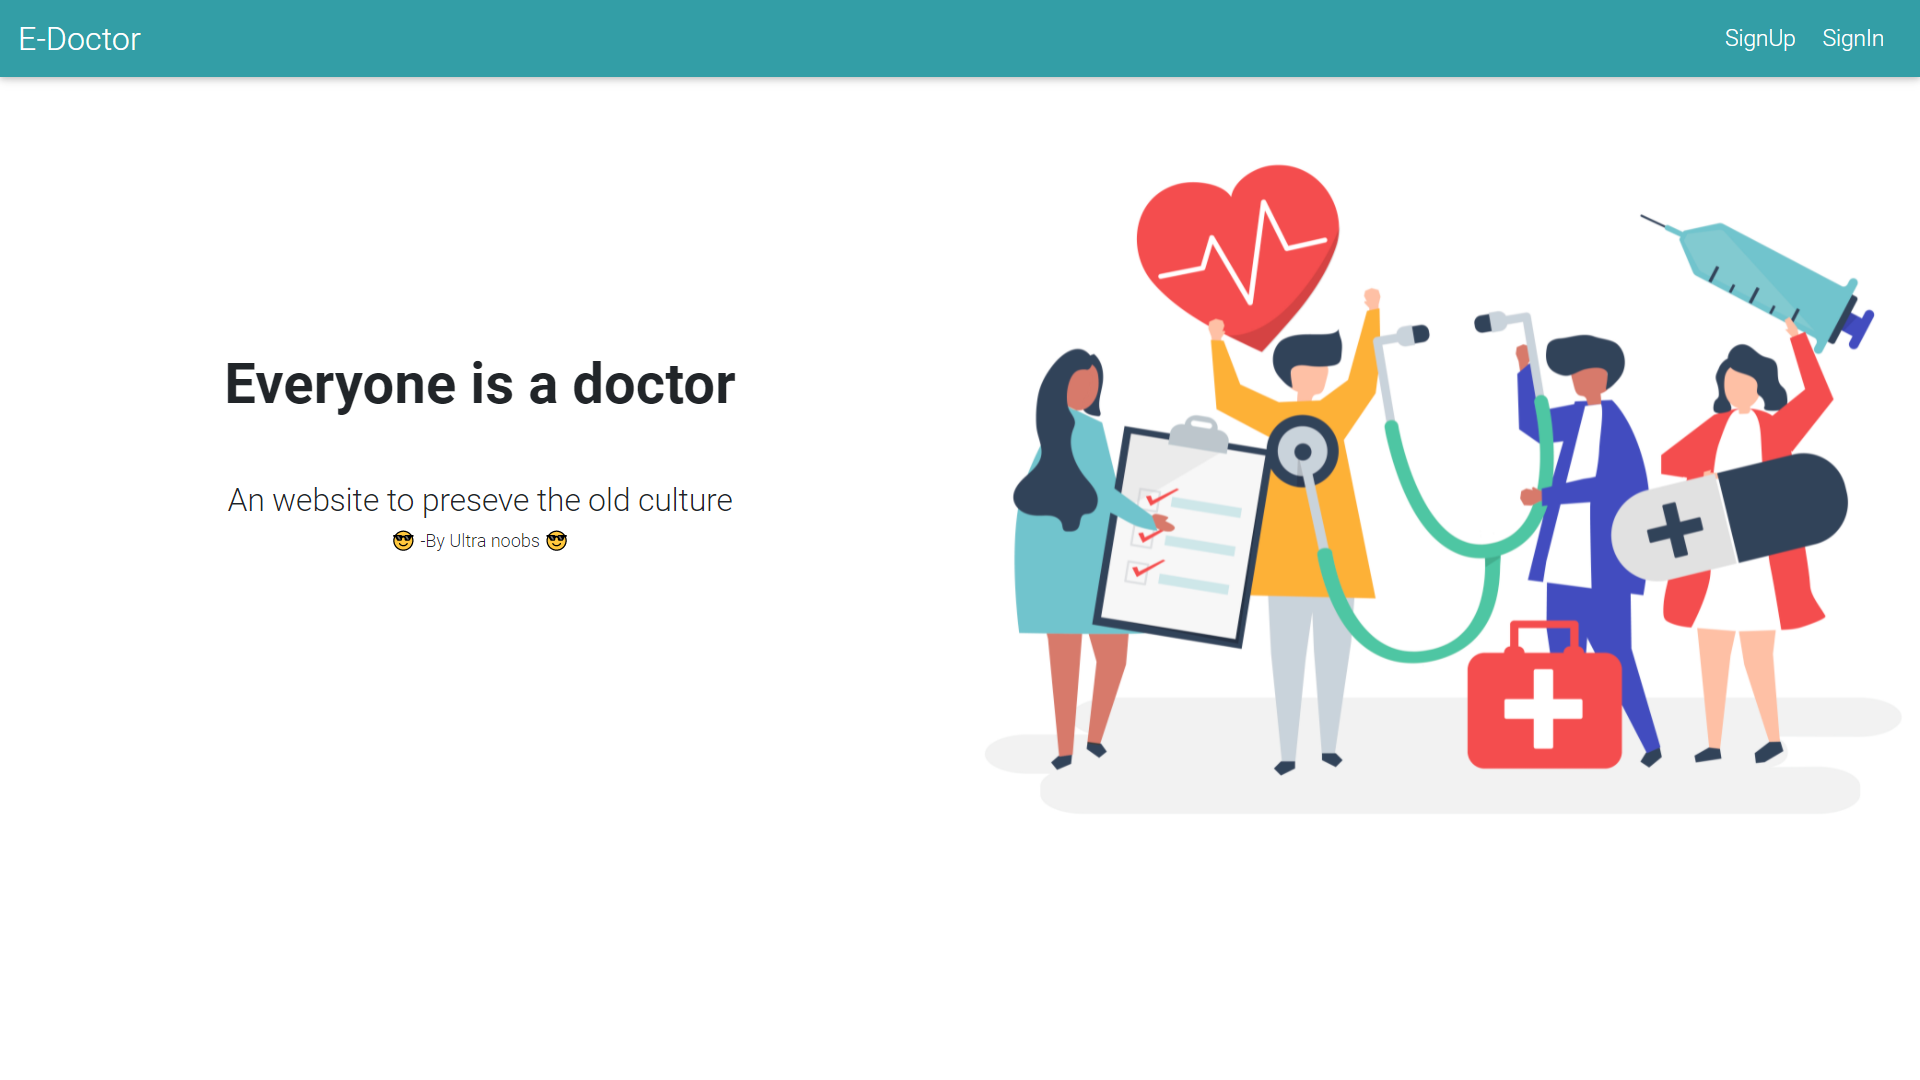 E-Doctor
SignUp SignIn
Everyone is a doctor
An website to preseve the old culture
😎 -By Ultra noobs 😎